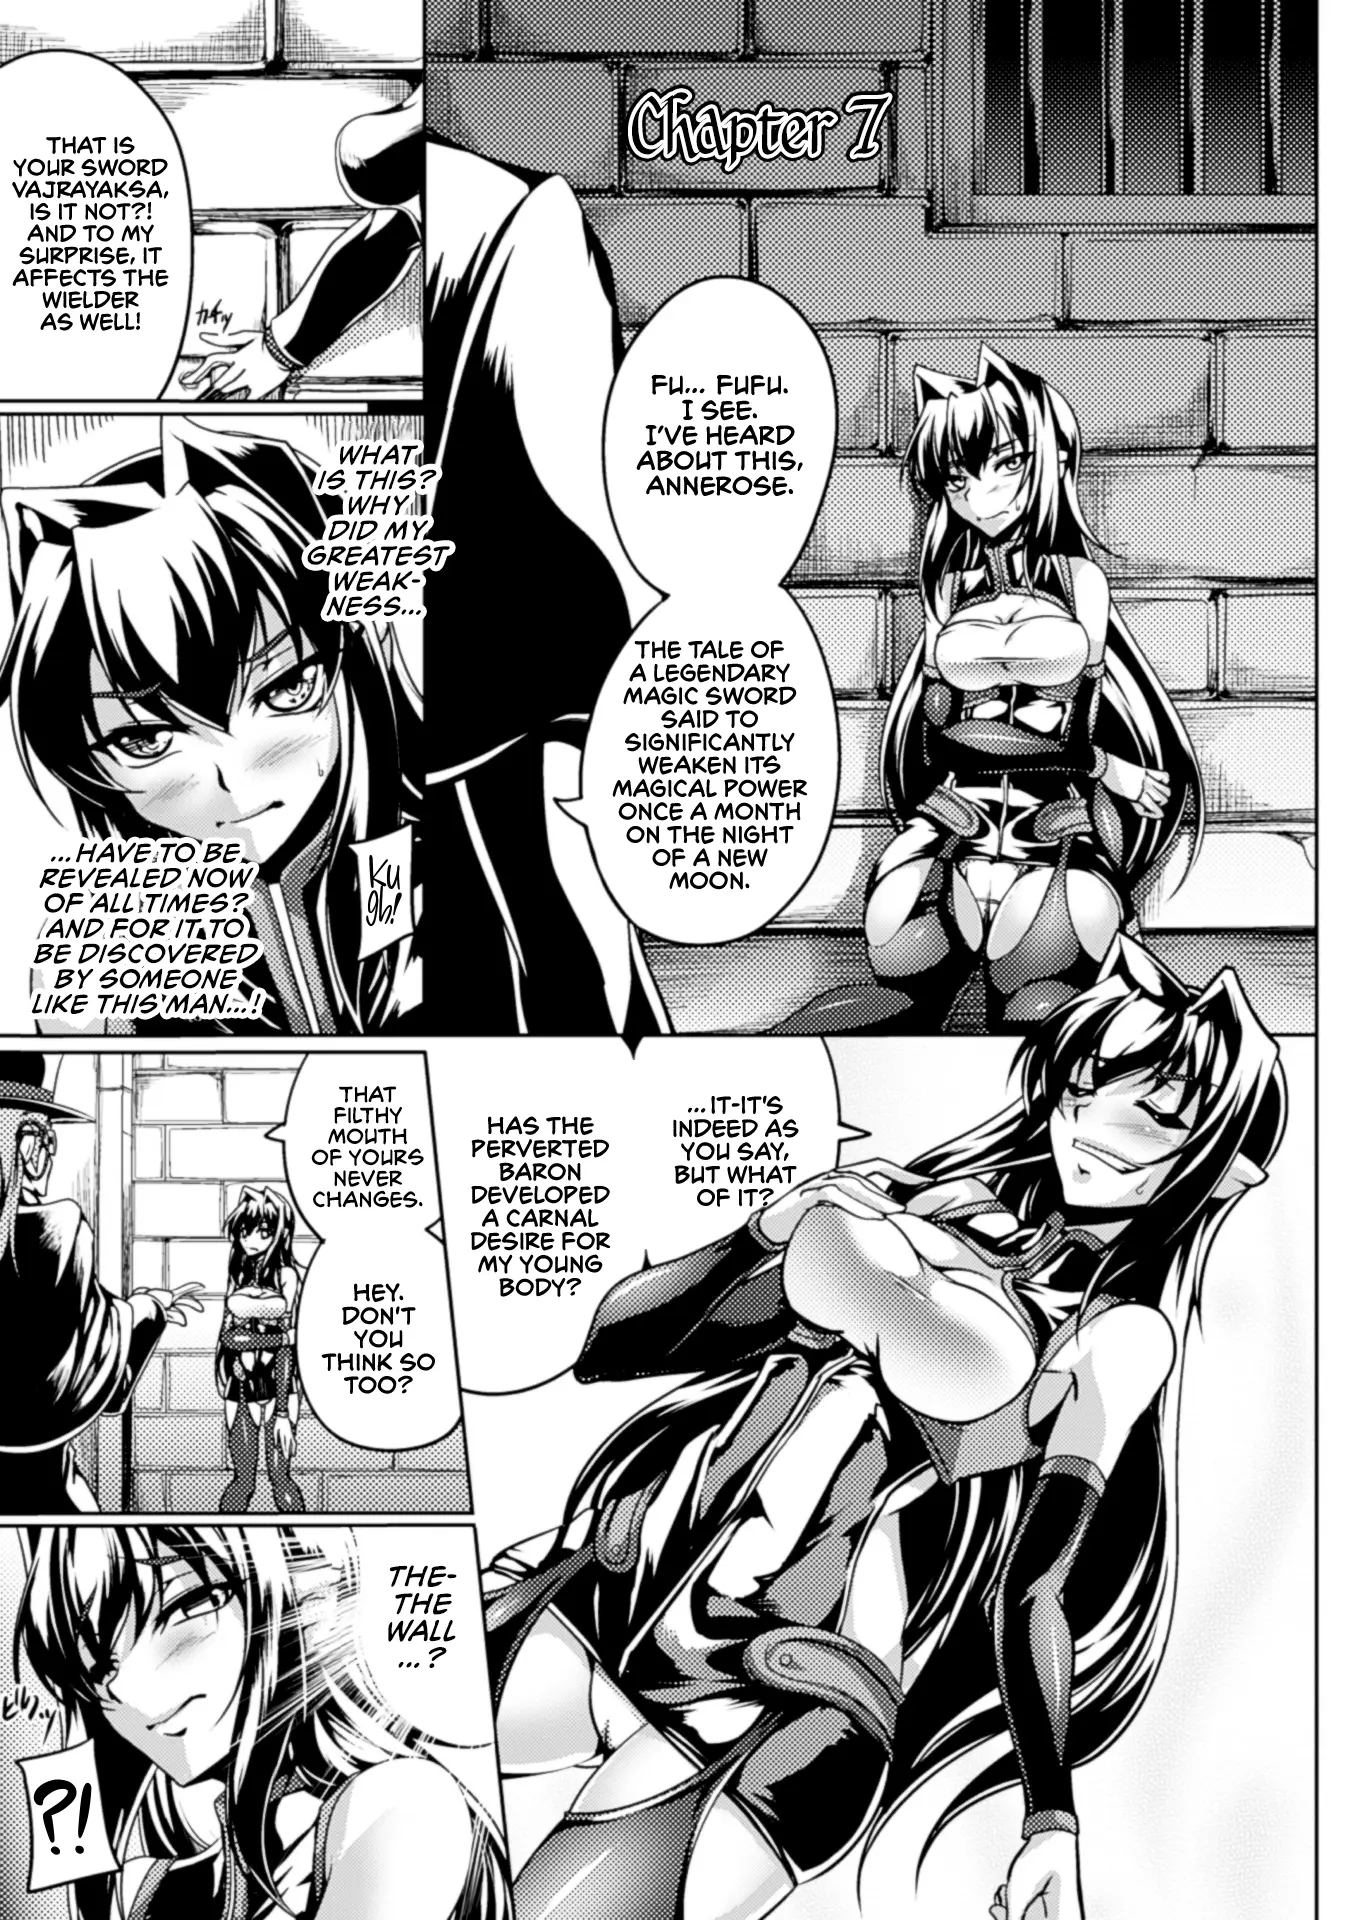 Chapter 7
FU... FUFU.
I SEE.
I'VE HEARD
ABOUT THIS,
ANNEROSE.
THE TALE OF
A LEGENDARY
MAGIC SWORD
SAID TO
SIGNIFICANTLY
WEAKEN ITS
MAGICAL POWER
ONCE A MONTH
ON THE NIGHT
OF A NEW
MOON.
THAT IS
YOUR SWORD
VAJRAYAKSA,
IS IT NOT?!
AND TO MY
SURPRISE, IT
AFFECTS THE
WIELDER
AS WELL!
WHAT
IS THIS?
WHY
DID MY
GREATEST
WEAK-
NESS...
KU
gh!
...HAVE TO BE
REVEALED NOW
OF ALL TIMES?
AND FOR IT TO
BE DISCOVERED
BY SOMEONE
LIKE THIS MAN...!
...IT-IT'S
INDEED AS
YOU SAY,
BUT WHAT
OF IT?
HAS THE
PERVERTED
BARON
DEVELOPED
A CARNAL
DESIRE FOR
MY YOUNG
BODY?
THAT
FILTHY
MOUTH
OF YOURS
NEVER
CHANGES.
HEY.
DON'T
YOU
THINK SO
TOO?
THE-
THE
WALL
...?
?!